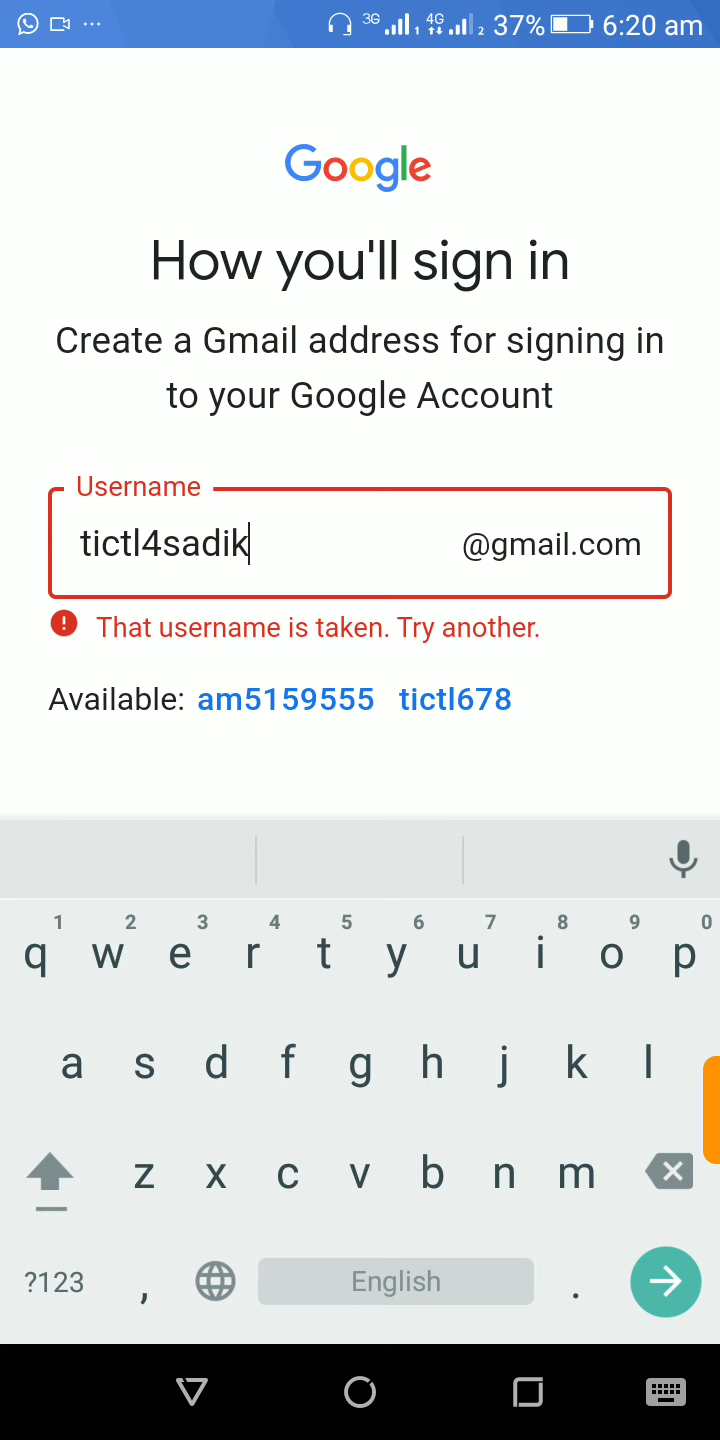 3G 1 4G 2 37% 6:20 am
Google
How you'll sign in
Create a Gmail address for signing in
to your Google Account
Username
tictl4sadik @gmail.com
That username is taken. Try another.
Available: am5159555 tictl678
1 2 3 4 5 6 7 8 9 0
q w e r t y u i o p
a s d f g h j k l
z x c v b n m
?123 , English .